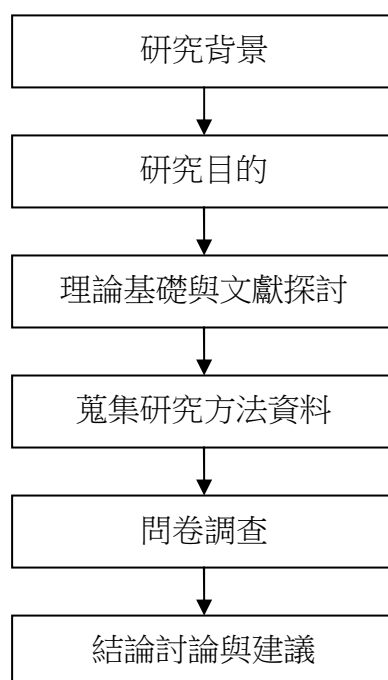 研究背景
研究目的
理論基礎與文獻探討
蒐集研究方法資料
問卷調查
結論討論與建議